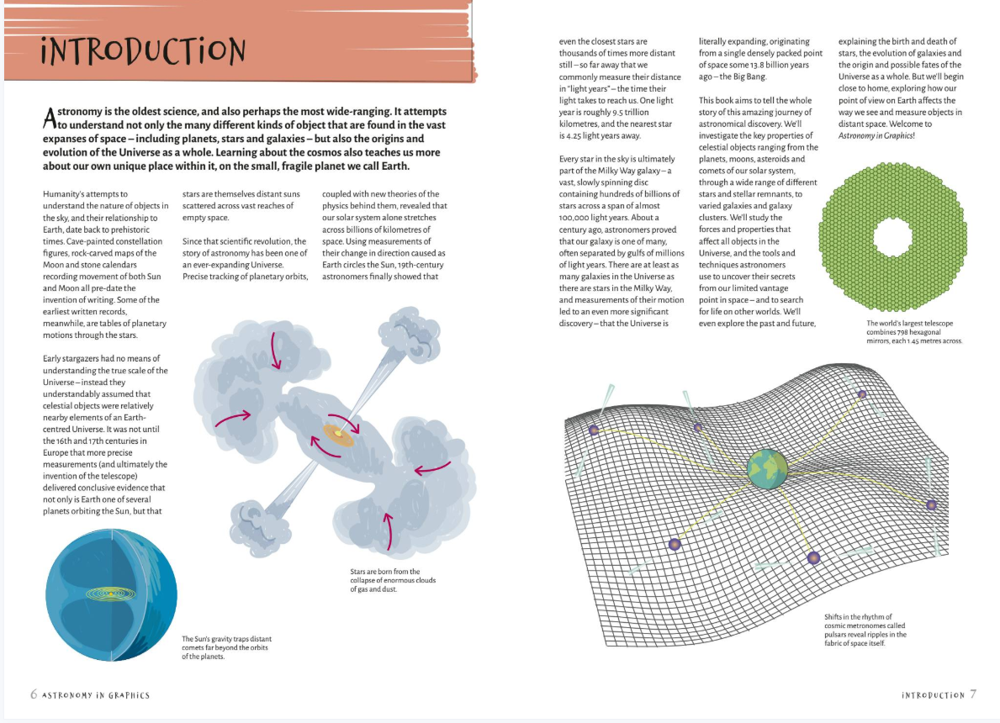 INTRODUCTION
Astronomy is the oldest science, and also perhaps the most wide-ranging. It attempts
to understand not only the many different kinds of object that are found in the vast
expanses of space – including planets, stars and galaxies – but also the origins and
evolution of the Universe as a whole. Learning about the cosmos also teaches us more
about our own unique place within it, on the small, fragile planet we call Earth.
Humanity's attempts to
understand the nature of objects in
the sky, and their relationship to
Earth, date back to prehistoric
times. Cave-painted constellation
figures, rock-carved maps of the
Moon and stone calendars
recording movement of both Sun
and Moon all pre-date the
invention of writing. Some of the
earliest written records,
meanwhile, are tables of planetary
motions through the stars.
Early stargazers had no means of
understanding the true scale of the
Universe – instead they
understandably assumed that
celestial objects were relatively
nearby elements of an Earth-
centred Universe. It was not until
the 16th and 17th centuries in
Europe that more precise
measurements (and ultimately the
invention of the telescope)
delivered conclusive evidence that
not only is Earth one of several
planets orbiting the Sun, but that
stars are themselves distant suns
scattered across vast reaches of
empty space.
Since that scientific revolution, the
story of astronomy has been one of
an ever-expanding Universe.
Precise tracking of planetary orbits,
coupled with new theories of the
physics behind them, revealed that
our solar system alone stretches
across billions of kilometres of
space. Using measurements of
their change in direction caused as
Earth circles the Sun, 19th-century
astronomers finally showed that
Stars are born from the
collapse of enormous clouds
of gas and dust.
The Sun's gravity traps distant
comets far beyond the orbits
of the planets.
6 ASTRONOMY IN GRAPHICS
even the closest stars are
thousands of times more distant
still – so far away that we
commonly measure their distance
in "light years" – the time their
light takes to reach us. One light
year is roughly 9.5 trillion
kilometres, and the nearest star
is 4.25 light years away.
Every star in the sky is ultimately
part of the Milky Way galaxy – a
vast, slowly spinning disc
containing hundreds of billions of
stars across a span of almost
100,000 light years. About a
century ago, astronomers proved
that our galaxy is one of many,
often separated by gulfs of millions
of light years. There are at least as
many galaxies in the Universe as
there are stars in the Milky Way,
and measurements of their motion
led to an even more significant
discovery – that the Universe is
literally expanding, originating
from a single densely packed point
of space some 13.8 billion years
ago – the Big Bang.
This book aims to tell the whole
story of this amazing journey of
astronomical discovery. We'll
investigate the key properties of
celestial objects ranging from the
planets, moons, asteroids and
comets of our solar system,
through a wide range of different
stars and stellar remnants, to
varied galaxies and galaxy
clusters. We'll study the
forces and properties that
affect all objects in the
Universe, and the tools and
techniques astronomers
use to uncover their secrets
from our limited vantage
point in space – and to search
for life on other worlds. We'll
even explore the past and future,
explaining the birth and death of
stars, the evolution of galaxies and
the origin and possible fates of the
Universe as a whole. But we'll begin
close to home, exploring how our
point of view on Earth affects the
way we see and measure objects in
distant space. Welcome to
Astronomy in Graphics!
The world's largest telescope
combines 798 hexagonal
mirrors, each 1.45 metres across.
Shifts in the rhythm of
cosmic metronomes called
pulsars reveal ripples in the
fabric of space itself.
INTRODUCTION 7